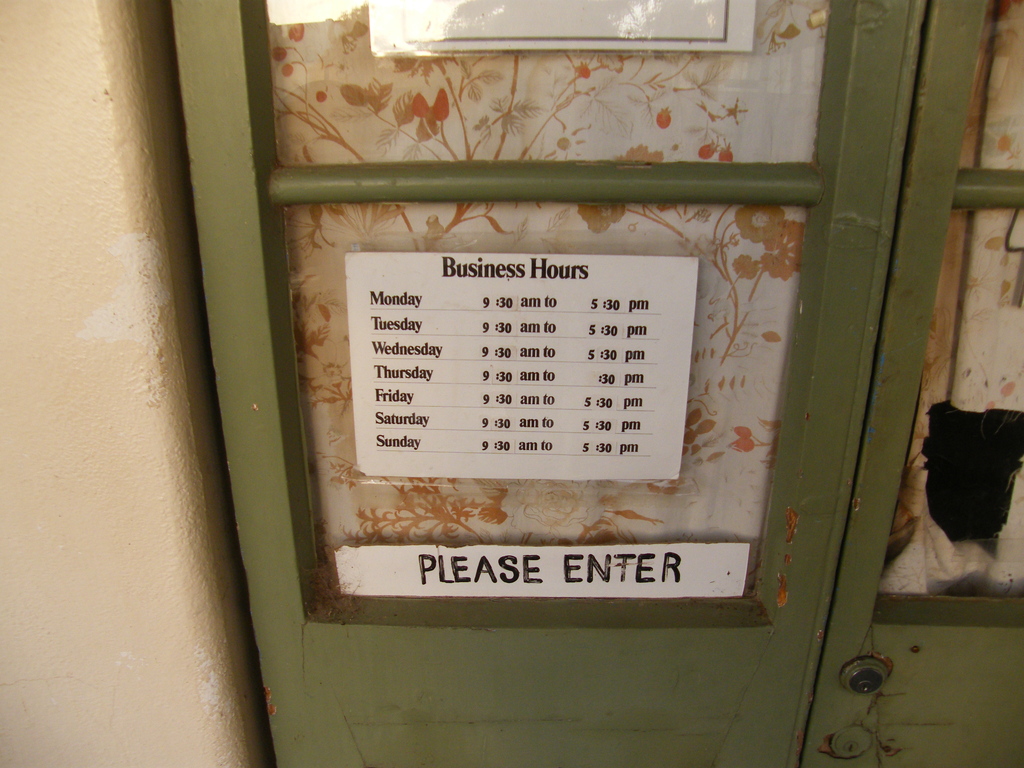 Business Hours
Monday 9 :30 am to 5 :30 pm
Tuesday 9 :30 am to 5 :30 pm
Wednesday 9 :30 am to 5 :30 pm
Thursday 9 :30 am to :30 pm
Friday 9 :30 am to 5 :30 pm
Saturday 9 :30 am to 5 :30 pm
Sunday 9 :30 am to 5 :30 pm
PLEASE ENTER